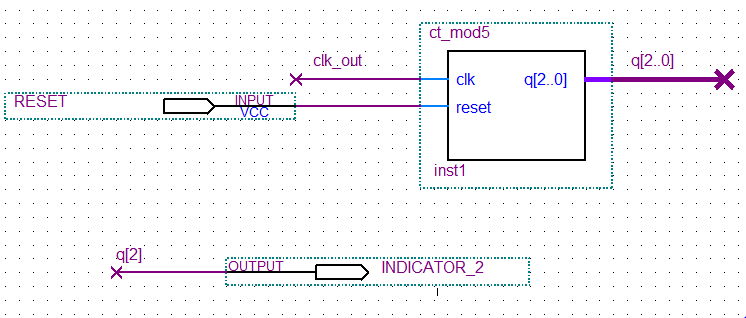 ct_mod5
clk_out
q[2..0]
clk
q[2..0]
RESET
INPUT
VCC
reset
inst1
q[2]
OUTPUT
INDICATOR_2